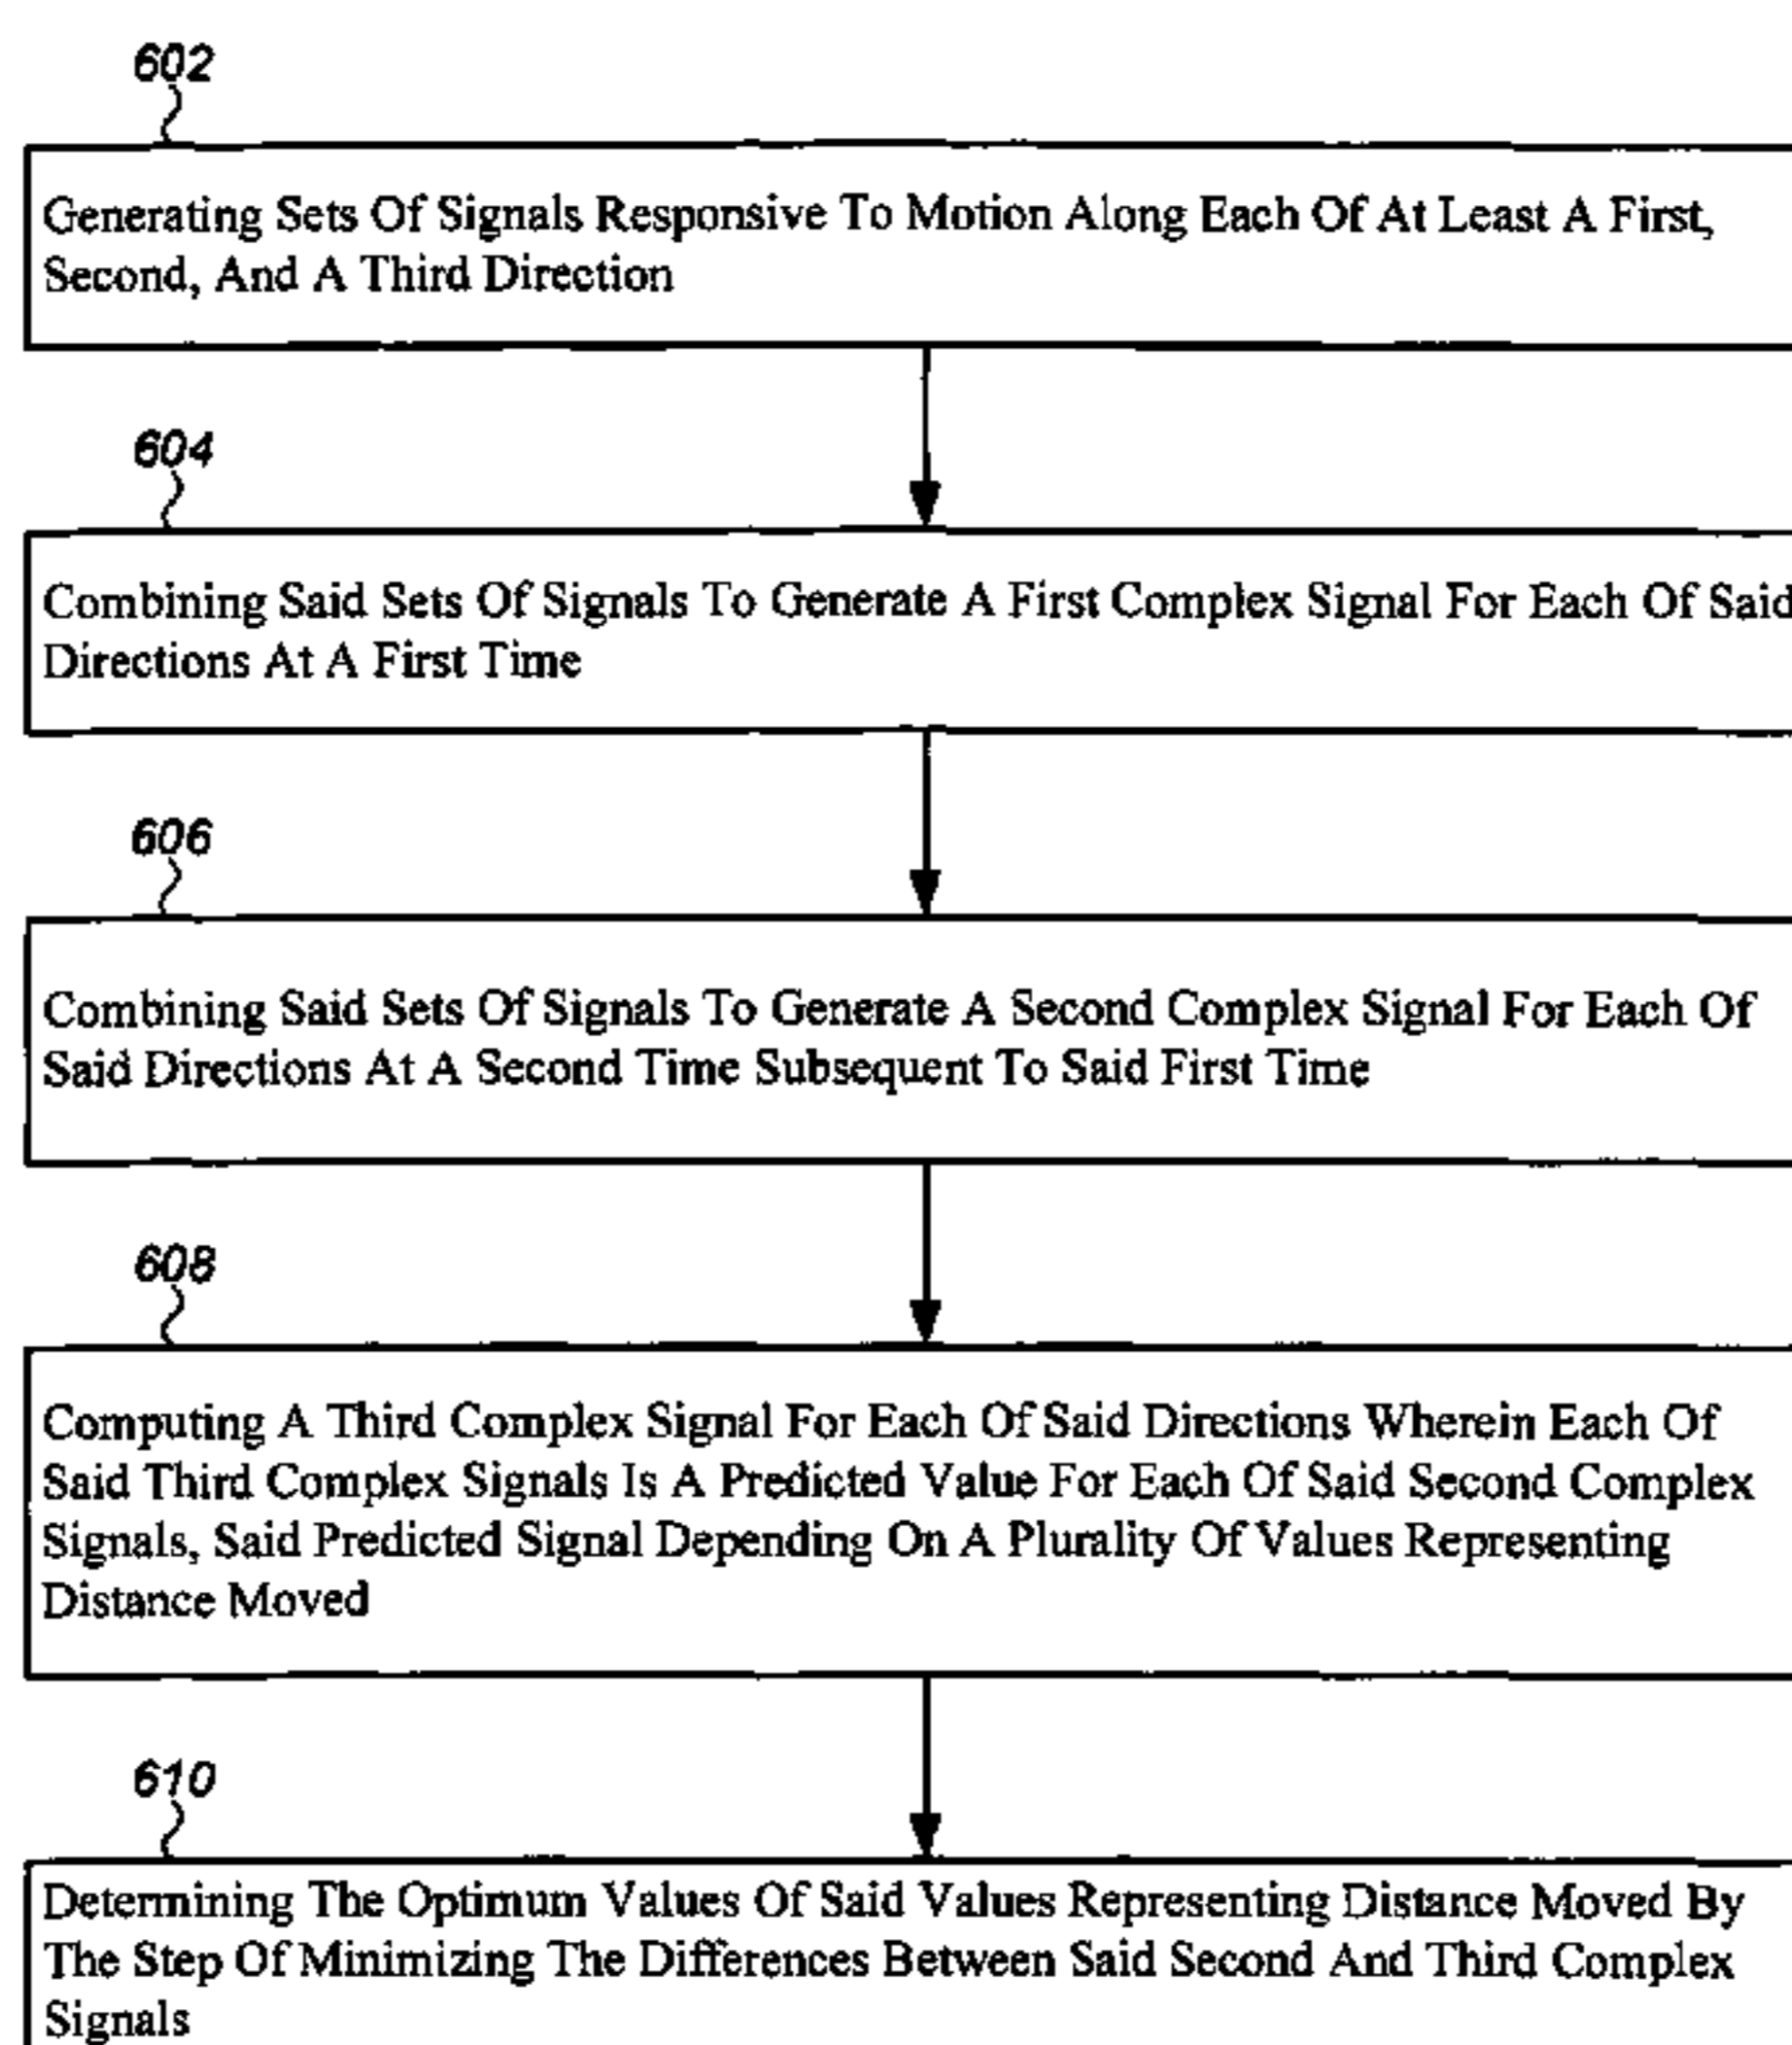 602
Generating Sets Of Signals Responsive To Motion Along Each Of At Least A First,
Second, And A Third Direction
604
Combining Said Sets Of Signals To Generate A First Complex Signal For Each Of Said
Directions At A First Time
606
Combining Said Sets Of Signals To Generate A Second Complex Signal For Each Of
Said Directions At A Second Time Subsequent To Said First Time
608
Computing A Third Complex Signal For Each Of Said Directions Wherein Each Of
Said Third Complex Signals Is A Predicted Value For Each Of Said Second Complex
Signals, Said Predicted Signal Depending On A Plurality Of Values Representing
Distance Moved
610
Determining The Optimum Values Of Said Values Representing Distance Moved By
The Step Of Minimizing The Differences Between Said Second And Third Complex
Signals